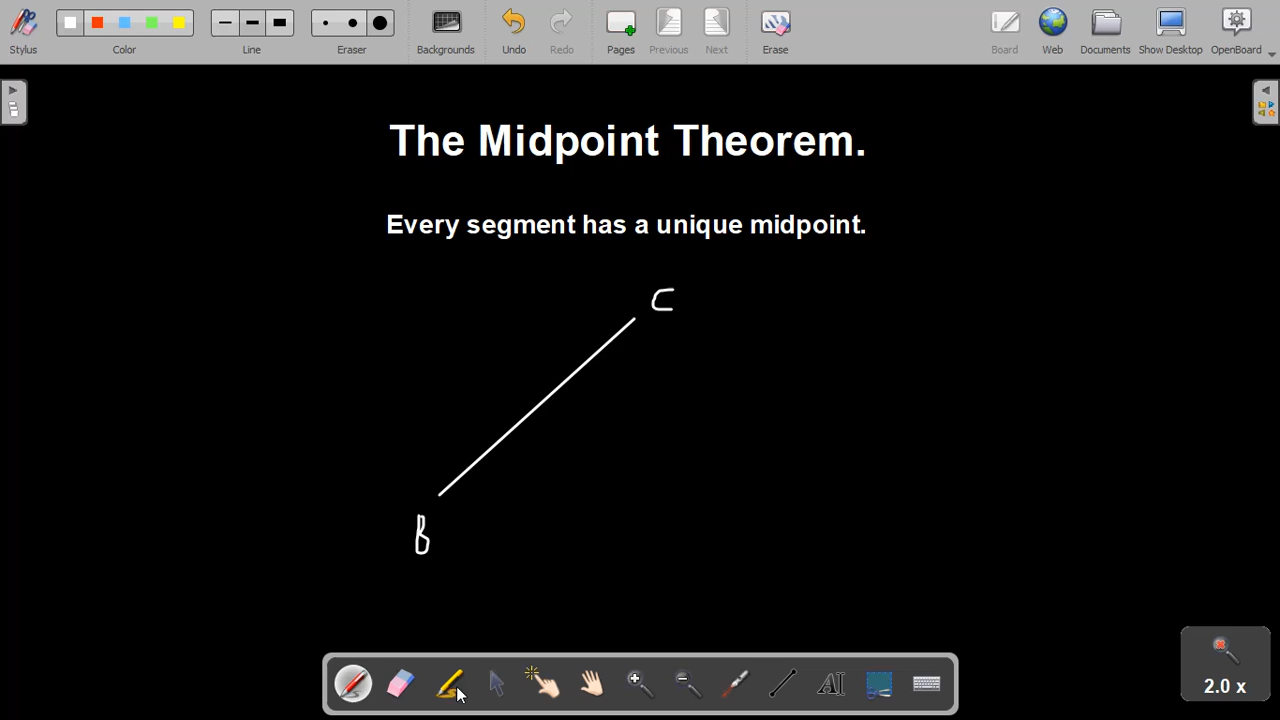 Stylus Color Line Eraser Backgrounds Undo Redo Pages Previous Next Erase Board Web Documents Show Desktop OpenBoard
The Midpoint Theorem.
Every segment has a unique midpoint.
C
B
AI
2.0 x